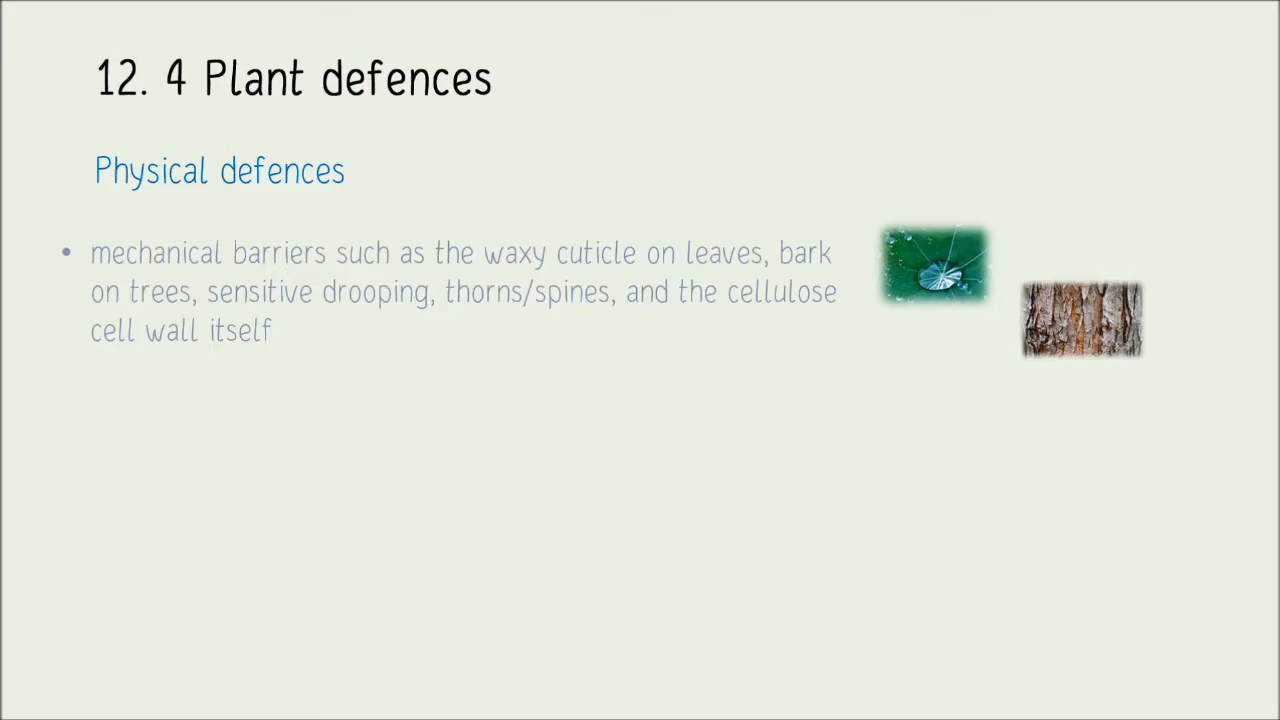 12. 4 Plant defences
Physical defences
• mechanical barriers such as the waxy cuticle on leaves, bark
on trees, sensitive drooping, thorns/spines, and the cellulose
cell wall itself